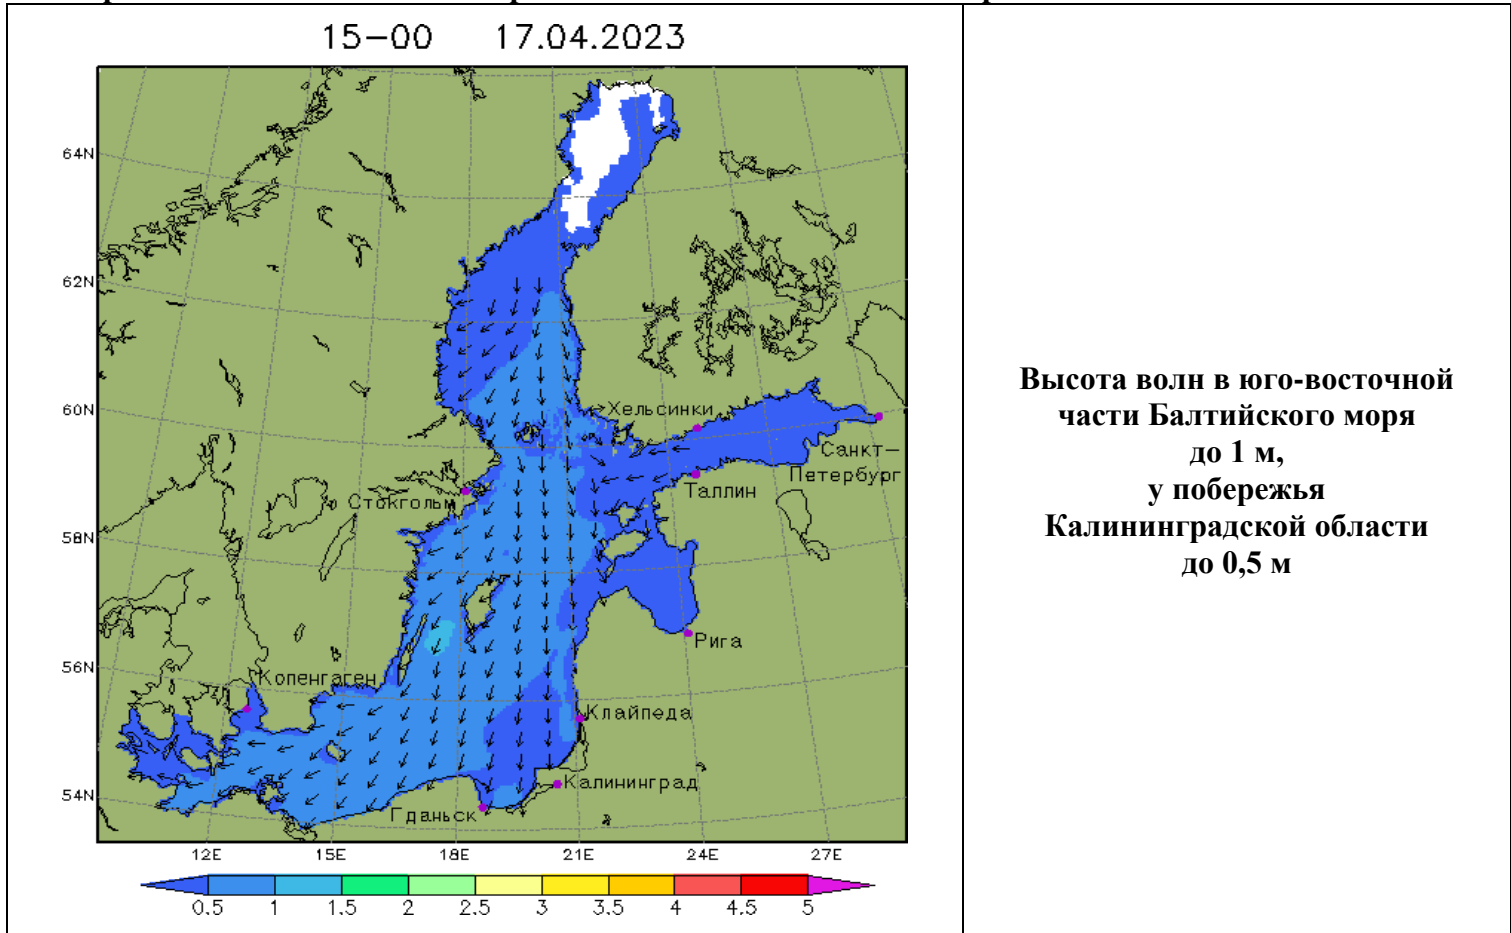 15-00 17.04.2023
64N
62N
60N
58N
56N
54N
Хельсинки
Санкт-
Петербург
Таллин
Стокгольм
Рига
Копенгаген
Клайпеда
Калининград
Гданьск
12E 15E 18E 21E 24E 27E
0.5 1 1.5 2 2.5 3 3.5 4 4.5 5
Высота волн в юго-восточной
части Балтийского моря
до 1 м,
у побережья
Калининградской области
до 0,5 м